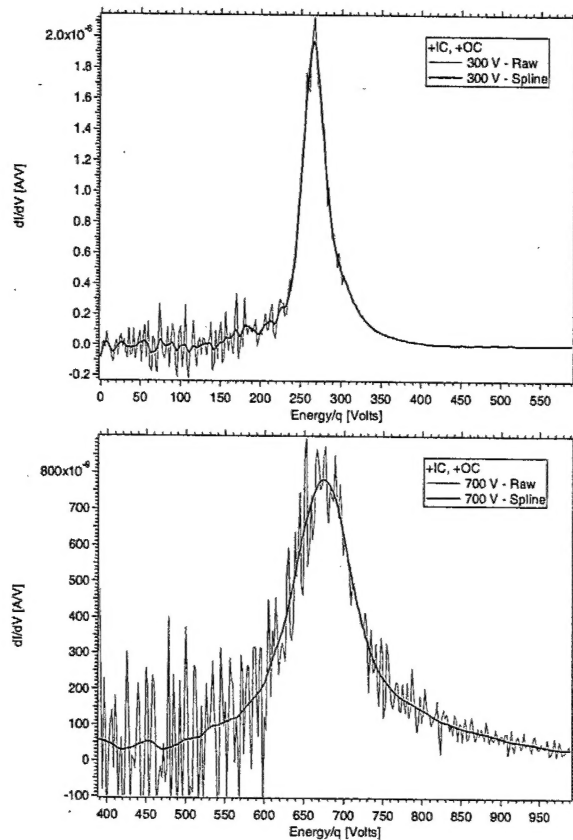 2.0x10⁻⁶
1.8
1.6
1.4
1.2
1.0
0.8
0.6
0.4
0.2
0.0
-0.2
dI/dV [A/V]
+IC, +OC
300 V - Raw
300 V - Spline
0 50 100 150 200 250 300 350 400 450 500 550
Energy/q [Volts]
800x10⁻⁹
700
600
500
400
300
200
100
0
-100
dI/dV [A/V]
+IC, +OC
700 V - Raw
700 V - Spline
400 450 500 550 600 650 700 750 800 850 900 950
Energy/q [Volts]